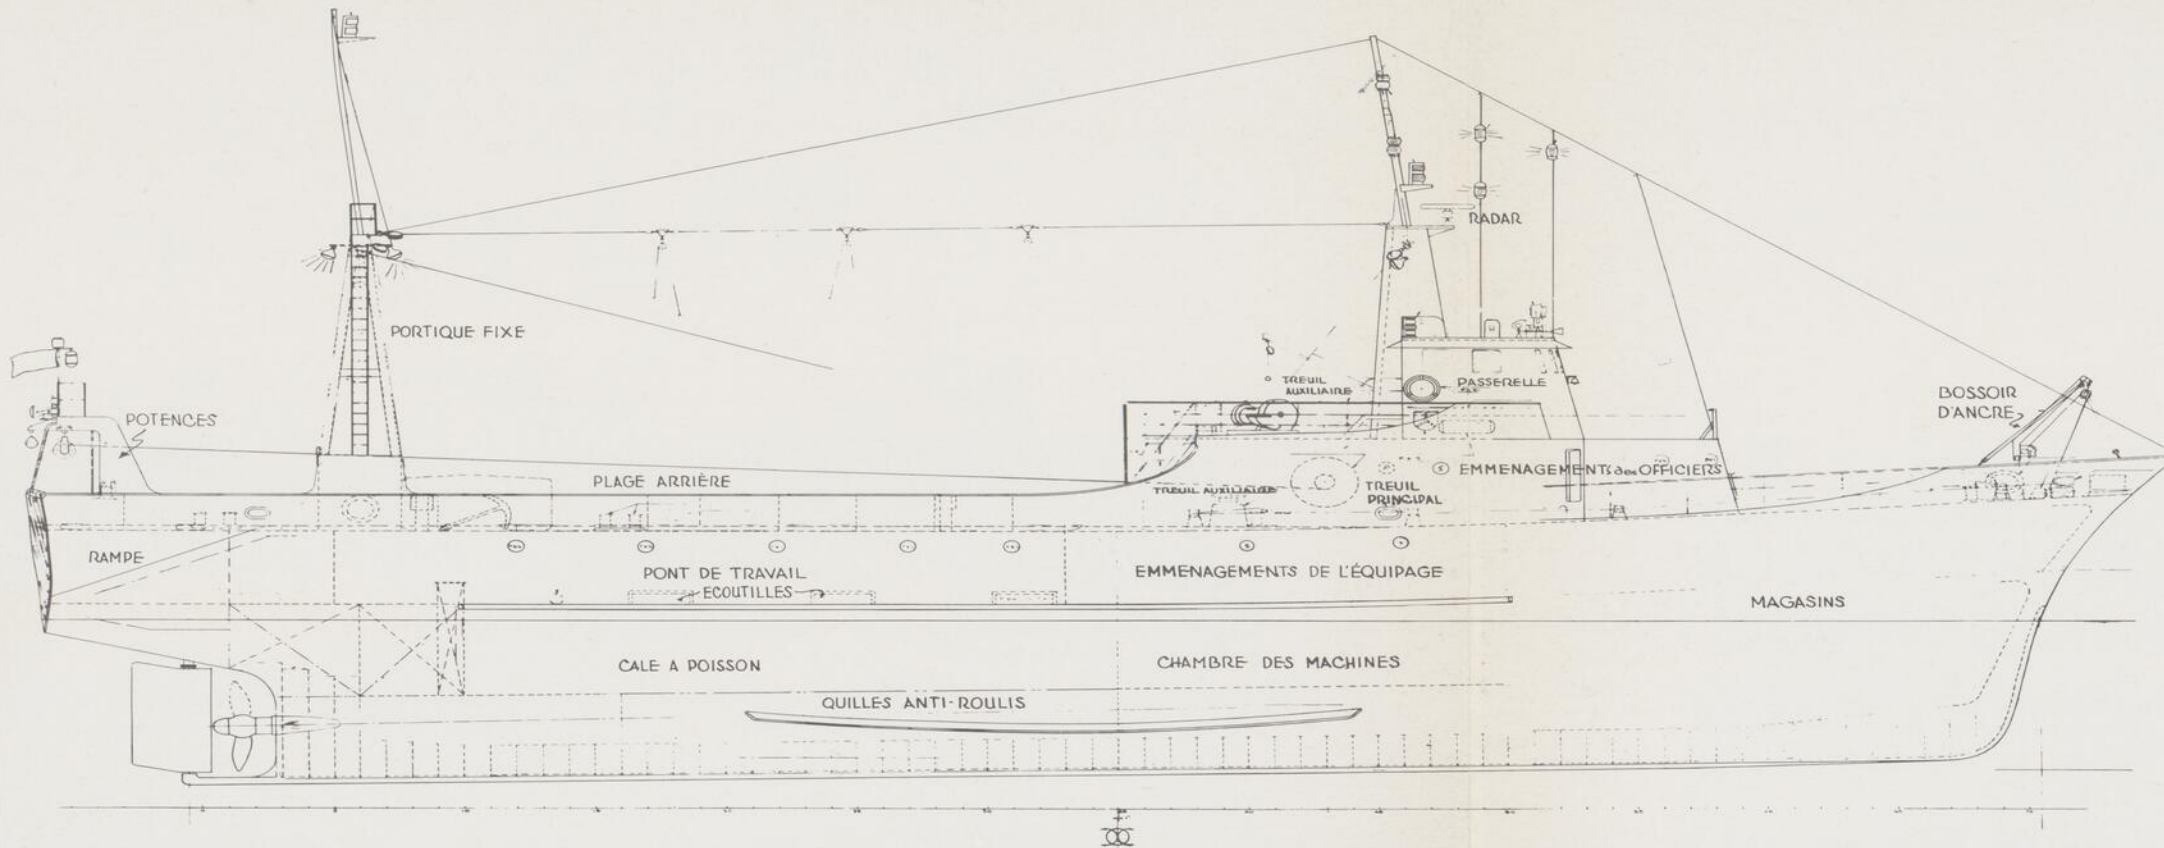 RADAR
PORTIQUE FIXE
TREUIL
AUXILIAIRE
PASSERELLE
BOSSOIR
D'ANCRE
POTENCES
EMMENAGEMENTS des OFFICIERS
PLAGE ARRIÈRE
TREUIL AUXILIAIRE
TREUIL
PRINCIPAL
RAMPE
PONT DE TRAVAIL
ECOUTILLES
EMMENAGEMENTS DE L'ÉQUIPAGE
MAGASINS
CALE A POISSON
CHAMBRE DES MACHINES
QUILLES ANTI-ROULIS